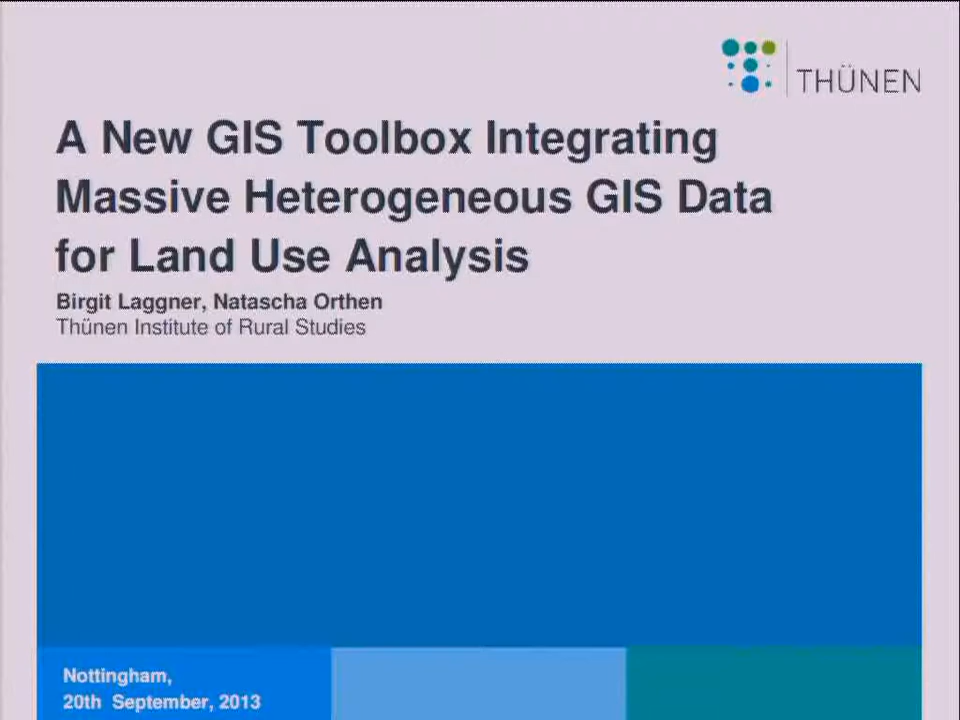 THÜNEN
A New GIS Toolbox Integrating
Massive Heterogeneous GIS Data
for Land Use Analysis
Birgit Laggner, Natascha Orthen
Thünen Institute of Rural Studies
Nottingham,
20th September, 2013